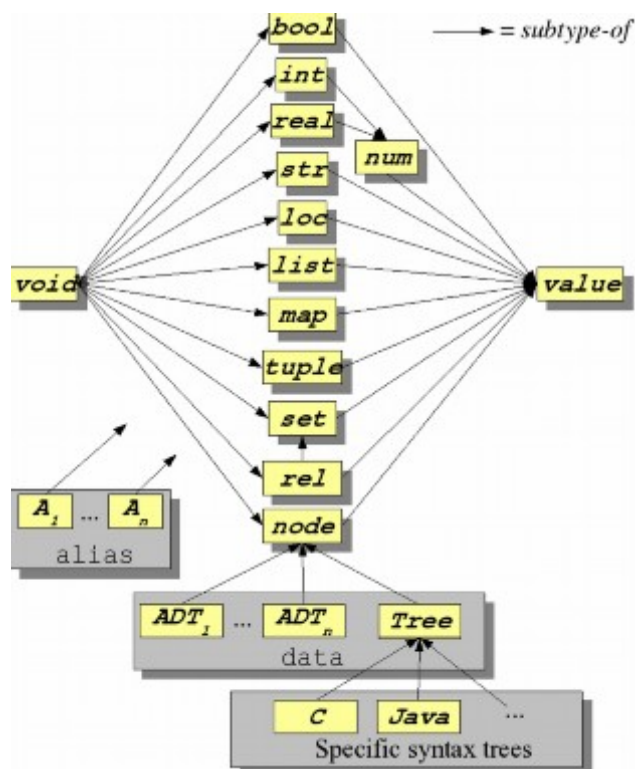 bool
= subtype-of
int
real
num
str
loc
list
void
value
map
tuple
set
rel
A1 ... An
node
alias
ADT1 ... ADTn Tree
data
C Java ...
Specific syntax trees